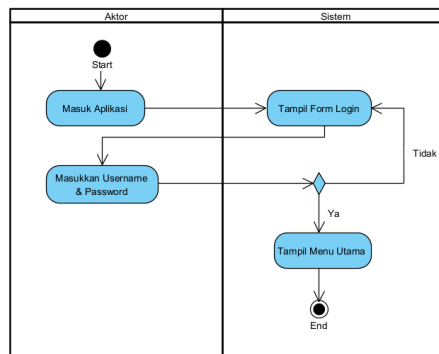 Aktor
Sistem
Start
Masuk Aplikasi
Tampil Form Login
Tidak
Masukkan Username
& Password
Ya
Tampil Menu Utama
End